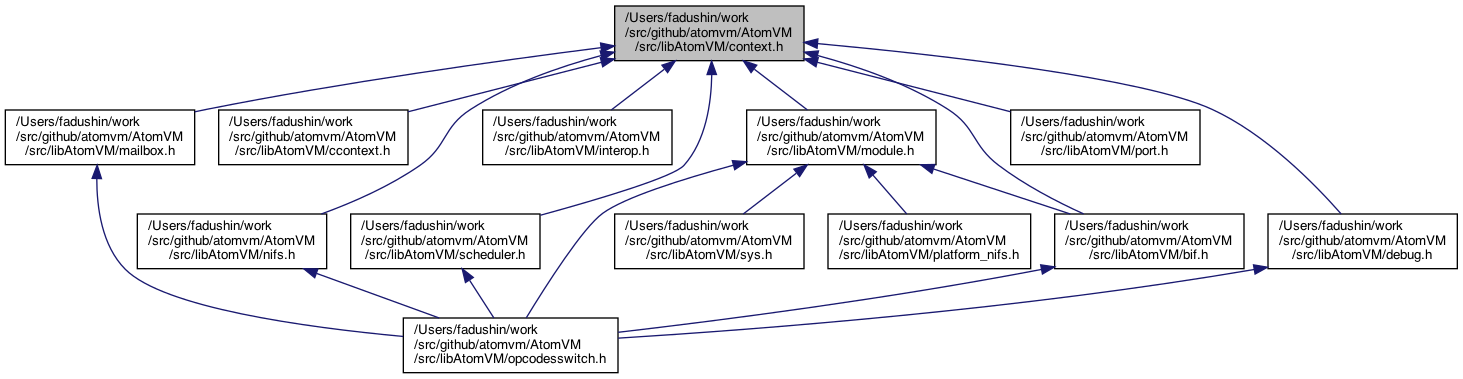 /Users/fadushin/work
/src/github/atomvm/AtomVM
/src/libAtomVM/context.h
/Users/fadushin/work
/src/github/atomvm/AtomVM
/src/libAtomVM/mailbox.h
/Users/fadushin/work
/src/github/atomvm/AtomVM
/src/libAtomVM/ccontext.h
/Users/fadushin/work
/src/github/atomvm/AtomVM
/src/libAtomVM/interop.h
/Users/fadushin/work
/src/github/atomvm/AtomVM
/src/libAtomVM/module.h
/Users/fadushin/work
/src/github/atomvm/AtomVM
/src/libAtomVM/port.h
/Users/fadushin/work
/src/github/atomvm/AtomVM
/src/libAtomVM/nifs.h
/Users/fadushin/work
/src/github/atomvm/AtomVM
/src/libAtomVM/scheduler.h
/Users/fadushin/work
/src/github/atomvm/AtomVM
/src/libAtomVM/sys.h
/Users/fadushin/work
/src/github/atomvm/AtomVM
/src/libAtomVM/platform_nifs.h
/Users/fadushin/work
/src/github/atomvm/AtomVM
/src/libAtomVM/bif.h
/Users/fadushin/work
/src/github/atomvm/AtomVM
/src/libAtomVM/debug.h
/Users/fadushin/work
/src/github/atomvm/AtomVM
/src/libAtomVM/opcodesswitch.h